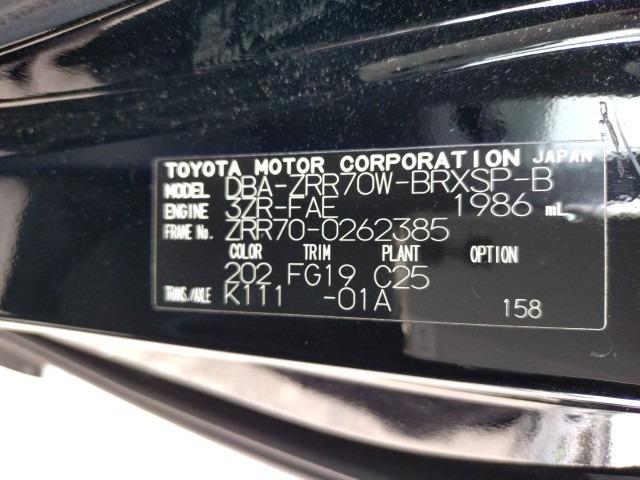 TOYOTA MOTOR CORPORATION JAPAN
MODEL DBA-ZRR70W-BRXSP-B
ENGINE 3ZR-FAE 1986 mL
FRAME No. ZRR70-0262385
COLOR TRIM PLANT OPTION
202 FG19 C25
TRANS./AXLE K111 -01A
158